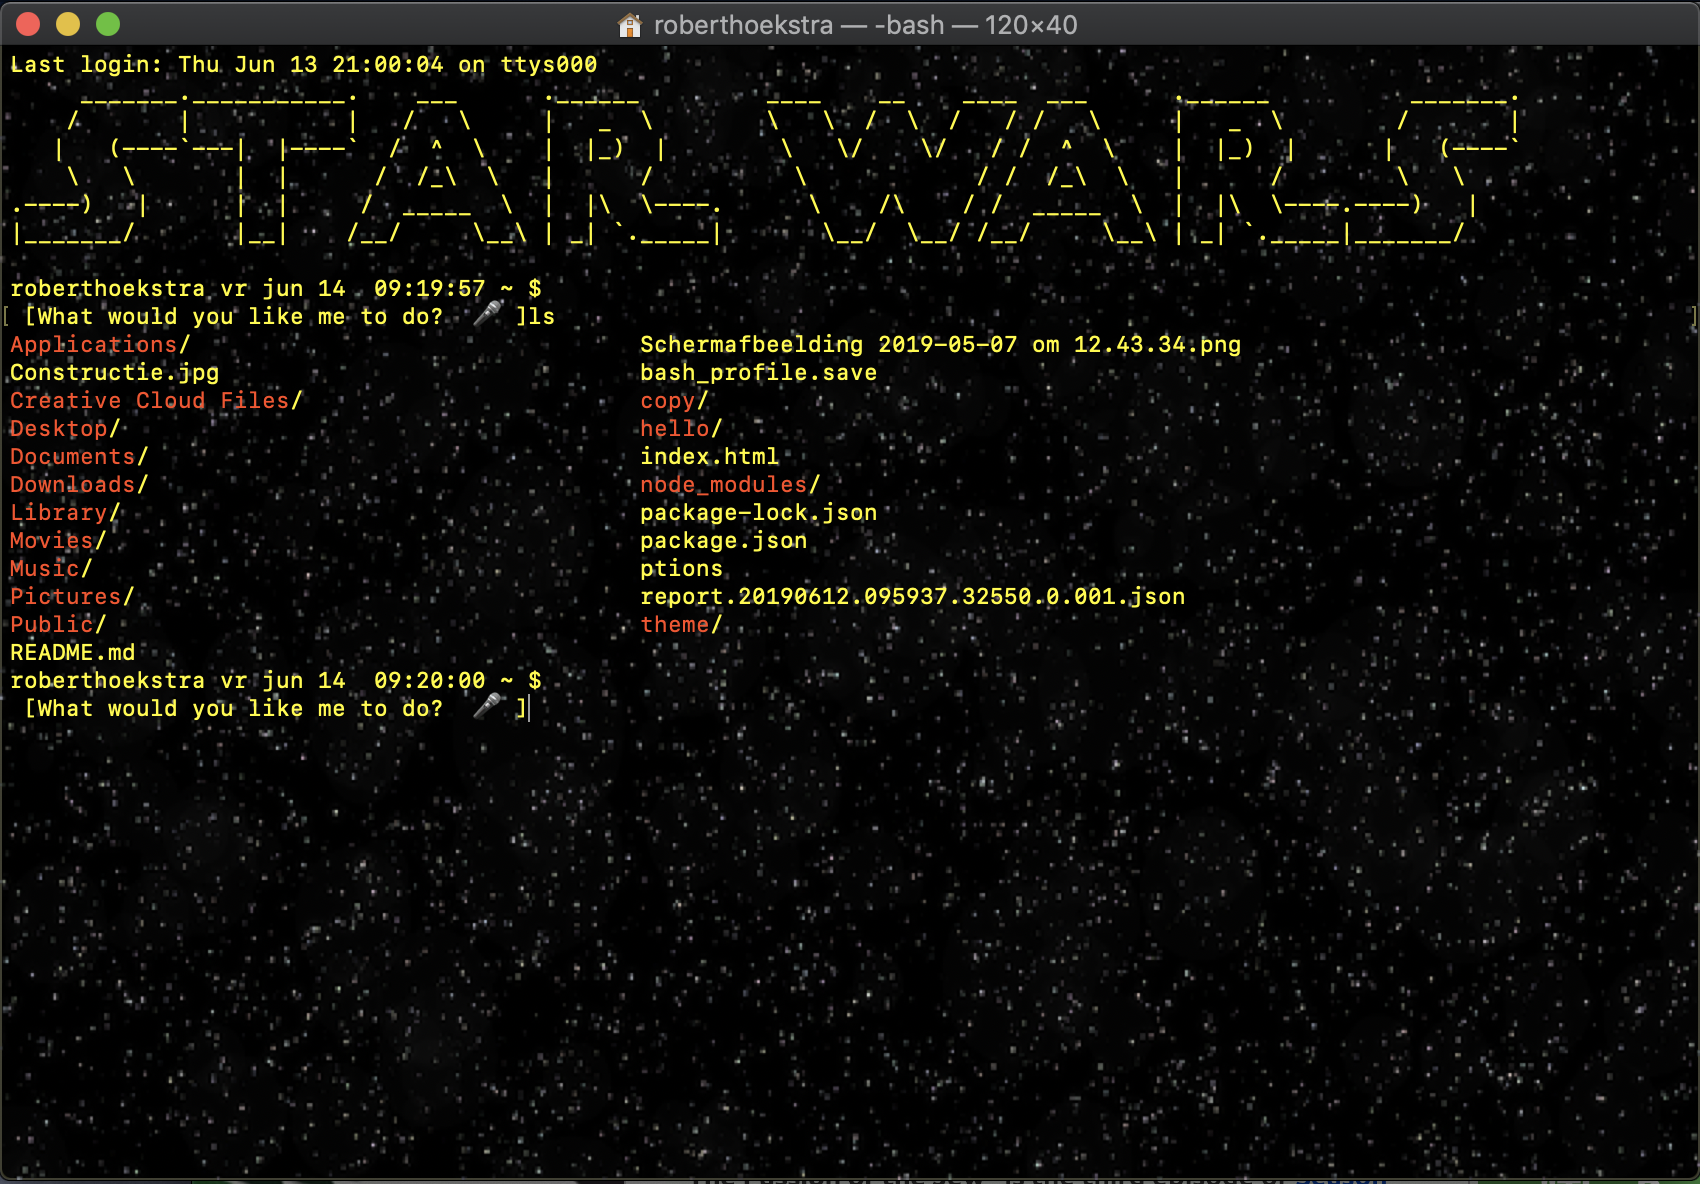 roberthoekstra — -bash — 120×40
Last login: Thu Jun 13 21:00:04 on ttys000
STAR WARS
roberthoekstra vr jun 14  09:19:57 ~ $
[What would you like me to do? 🎤 ]ls
Applications/ Schermafbeelding 2019-05-07 om 12.43.34.png
Constructie.jpg bash_profile.save
Creative Cloud Files/ copy/
Desktop/ hello/
Documents/ index.html
Downloads/ node_modules/
Library/ package-lock.json
Movies/ package.json
Music/ ptions
Pictures/ report.20190612.095937.32550.0.001.json
Public/ theme/
README.md
roberthoekstra vr jun 14  09:20:00 ~ $
[What would you like me to do? 🎤 ]